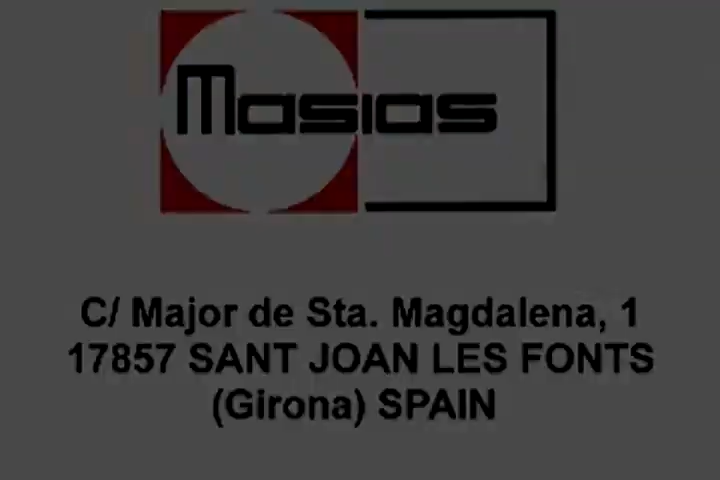 Masias
C/ Major de Sta. Magdalena, 1
17857 SANT JOAN LES FONTS
(Girona) SPAIN